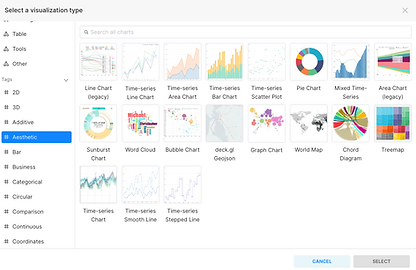 Select a visualization type
Table
Tools
Other
Tags
# 2D
# 3D
# Additive
# Aesthetic
# Bar
# Business
# Categorical
# Circular
# Comparison
# Continuous
# Coordinates
Search all charts
Line Chart
(legacy)
Time-series
Line Chart
Time-series
Area Chart
Time-series
Bar Chart
Time-series
Scatter Plot
Pie Chart
Mixed Time-
Series
Area Chart
(legacy)
Sunburst
Chart
Word Cloud
Bubble Chart
deck.gl
Geojson
Graph Chart
World Map
Chord
Diagram
Treemap
Time-series
Chart
Time-series
Smooth Line
Time-series
Stepped Line
CANCEL
SELECT